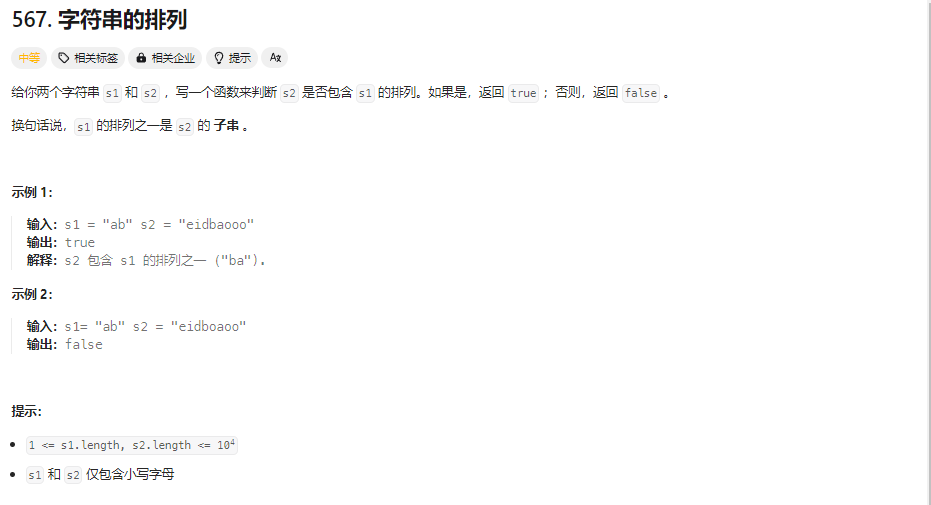 567. 字符串的排列
中等 相关标签 相关企业 提示 Aあ
给你两个字符串 s1 和 s2 ，写一个函数来判断 s2 是否包含 s1 的排列。如果是，返回 true ；否则，返回 false 。
换句话说，s1 的排列之一是 s2 的 子串 。
示例 1：
输入：s1 = "ab" s2 = "eidbaooo"
输出：true
解释：s2 包含 s1 的排列之一 ("ba").
示例 2：
输入：s1= "ab" s2 = "eidboaoo"
输出：false
提示：
1 <= s1.length, s2.length <= 10⁴
s1 和 s2 仅包含小写字母